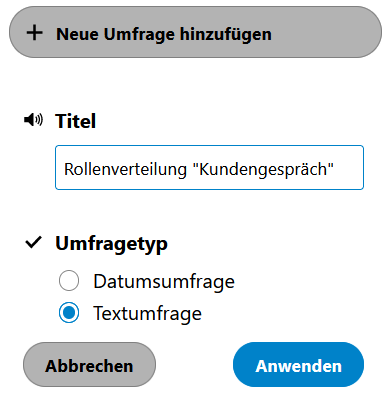 Neue Umfrage hinzufügen
Titel
Rollenverteilung "Kundengespräch"
Umfragetyp
Datumsumfrage
Textumfrage
Abbrechen
Anwenden